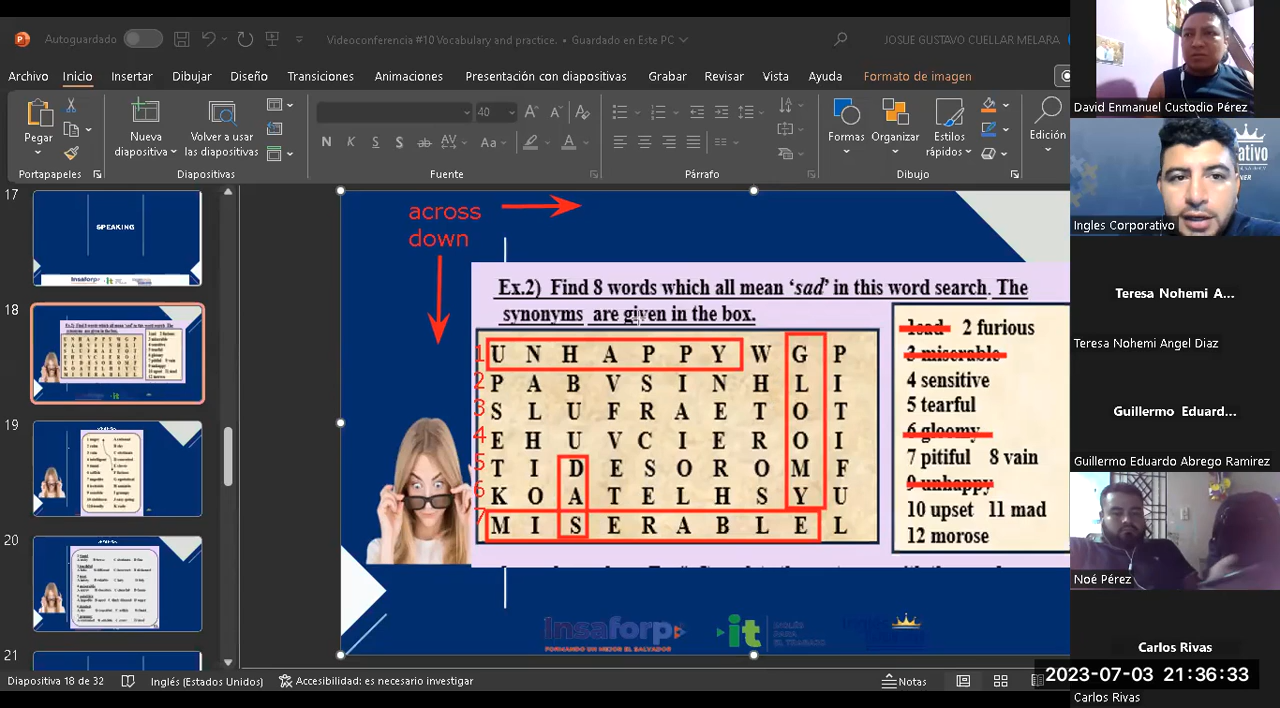 Autoguardado
Videoconferencia #10 Vocabulary and practice. • Guardado en Este PC
JOSUE GUSTAVO CUELLAR MELARA
Archivo Inicio Insertar Dibujar Diseño Transiciones Animaciones Presentación con diapositivas Grabar Revisar Vista Ayuda Formato de imagen
Pegar
Nueva diapositiva
Volver a usar las diapositivas
40
N K S S ab AV Aa A
Formas
Organizar
Estilos rápidos
Edición
Portapapeles
Diapositivas
Fuente
Párrafo
Dibujo
17
SPEAKING
18
19
20
21
across
down
Ex.2) Find 8 words which all mean ‘sad’ in this word search. The
synonyms are given in the box.
1 U N H A P P Y W G P
2 P A B V S I N H L I
3 S L U F R A E T O T
4 E H U V C I E R O I
5 T I D E S O R O M F
6 K O A T E L H S Y U
7 M I S E R A B L E L
1sad 2 furious
3 miserable
4 sensitive
5 tearful
6 gloomy
7 pitiful 8 vain
9 unhappy
10 upset 11 mad
12 morose
Insaforp
FORMANDO UN MEJOR EL SALVADOR
it
INGLÉS
PARA
EL TRABAJO
Diapositiva 18 de 32
Inglés (Estados Unidos)
Accesibilidad: es necesario investigar
Notas
David Enmanuel Custodio Pérez
ativo
NER
Ingles Corporativo
Teresa Nohemi A...
Teresa Nohemi Angel Diaz
Guillermo Eduard...
Guillermo Eduardo Abrego Ramirez
Noé Pérez
Carlos Rivas
2023-07-03 21:36:33
Carlos Rivas